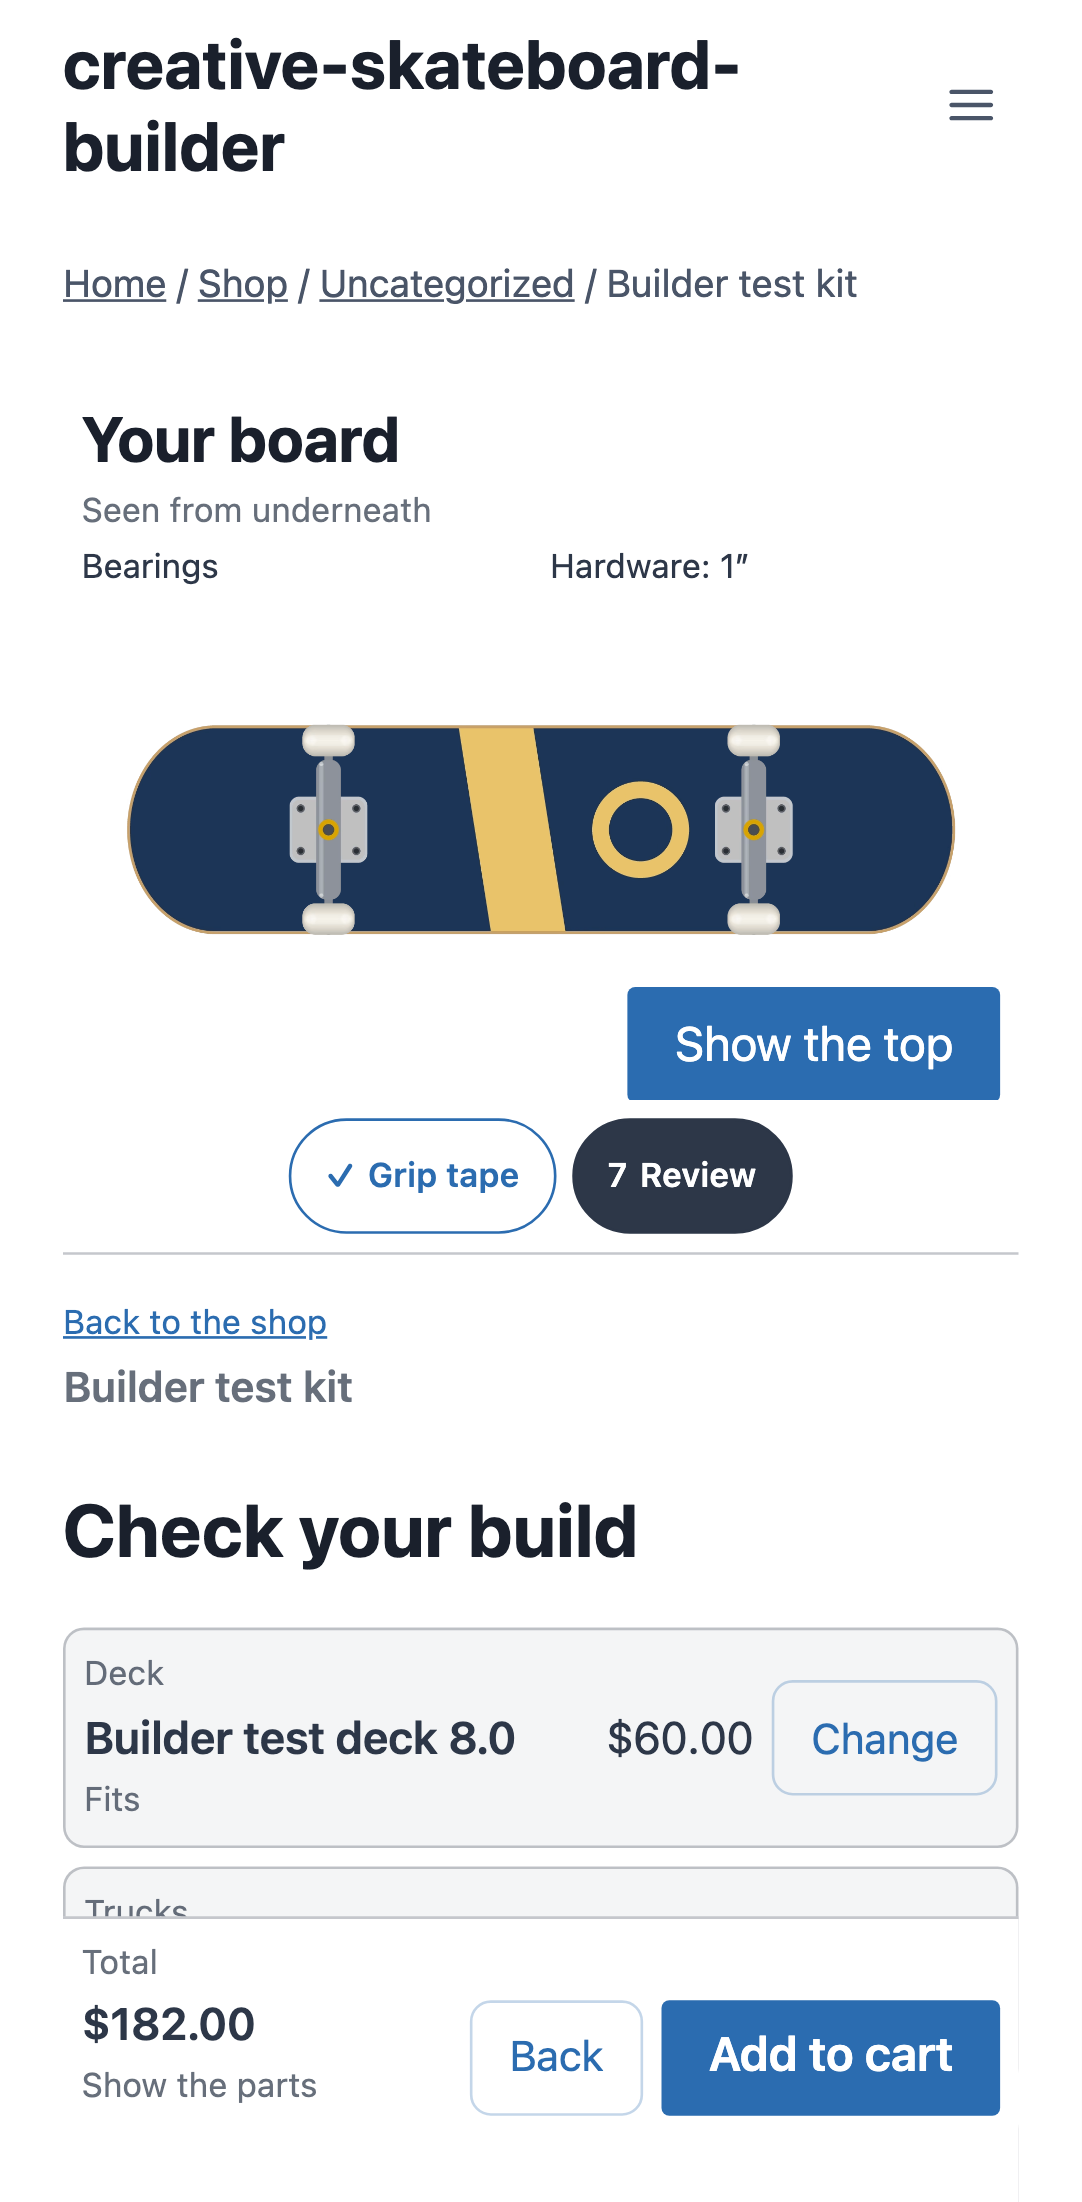 creative-skateboard-
builder
Home / Shop / Uncategorized / Builder test kit
Your board
Seen from underneath
Bearings
Hardware: 1″
Show the top
✓ Grip tape
7 Review
Back to the shop
Builder test kit
Check your build
Deck
Builder test deck 8.0
$60.00
Change
Fits
Trucks
Total
$182.00
Show the parts
Back
Add to cart